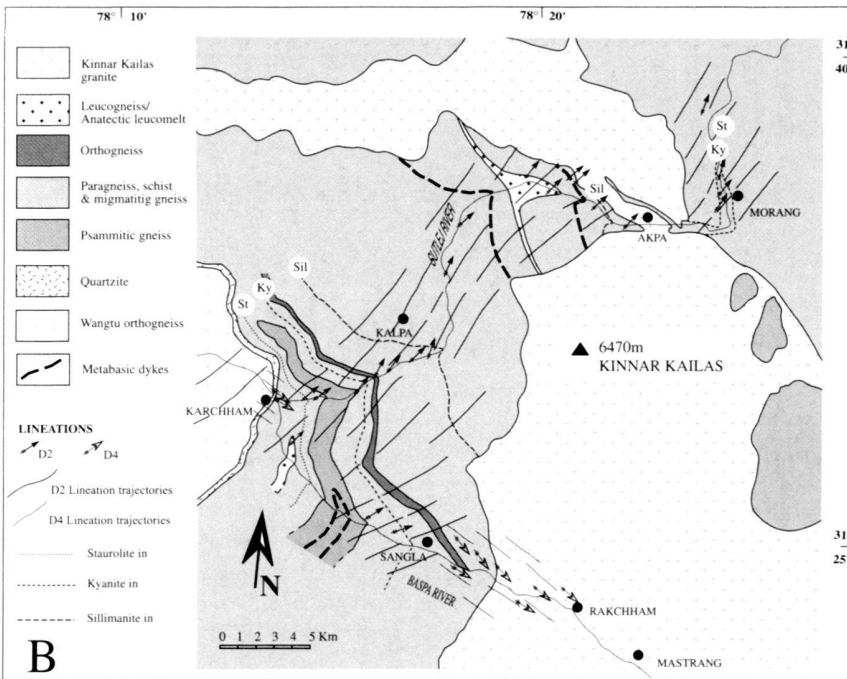 78° 10'
78° 20'
31
40
31
25
Kinnar Kailas
granite
Leucogneiss/
Anatectic leucomelt
Orthogneiss
Paragneiss, schist
& migmatitig gneiss
Psammitic gneiss
Quartzite
Wangtu orthogneiss
Metabasic dykes
LINEATIONS
D2
D4
D2 Lineation trajectories
D4 Lineation trajectories
Staurolite in
Kyanite in
Sillimanite in
B
St
Ky
Sil
MORANG
AKPA
SUTLEJ RIVER
Sil
Ky
St
KALPA
6470m
KINNAR KAILAS
KARCHHAM
N
SANGLA
BASPA RIVER
RAKCHHAM
MASTRANG
0 1 2 3 4 5 Km